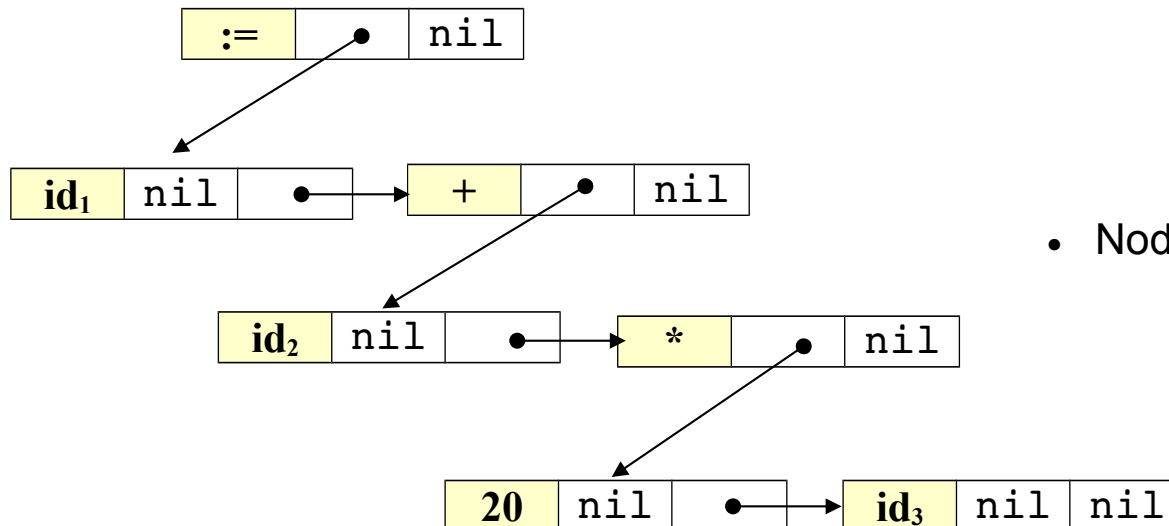 := nil
id₁ nil + nil
• Nod
id₂ nil * nil
20 nil id₃ nil nil